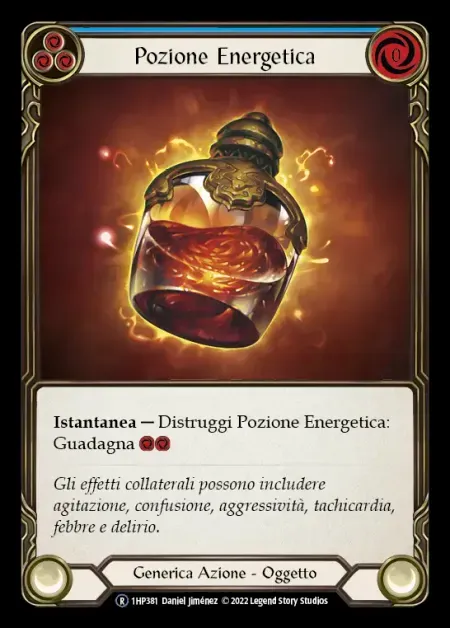 Pozione Energetica
0
Istantanea — Distruggi Pozione Energetica:
Guadagna
Gli effetti collaterali possono includere
agitazione, confusione, aggressività, tachicardia,
febbre e delirio.
Generica Azione - Oggetto
R 1HP381 Daniel Jiménez © 2022 Legend Story Studios